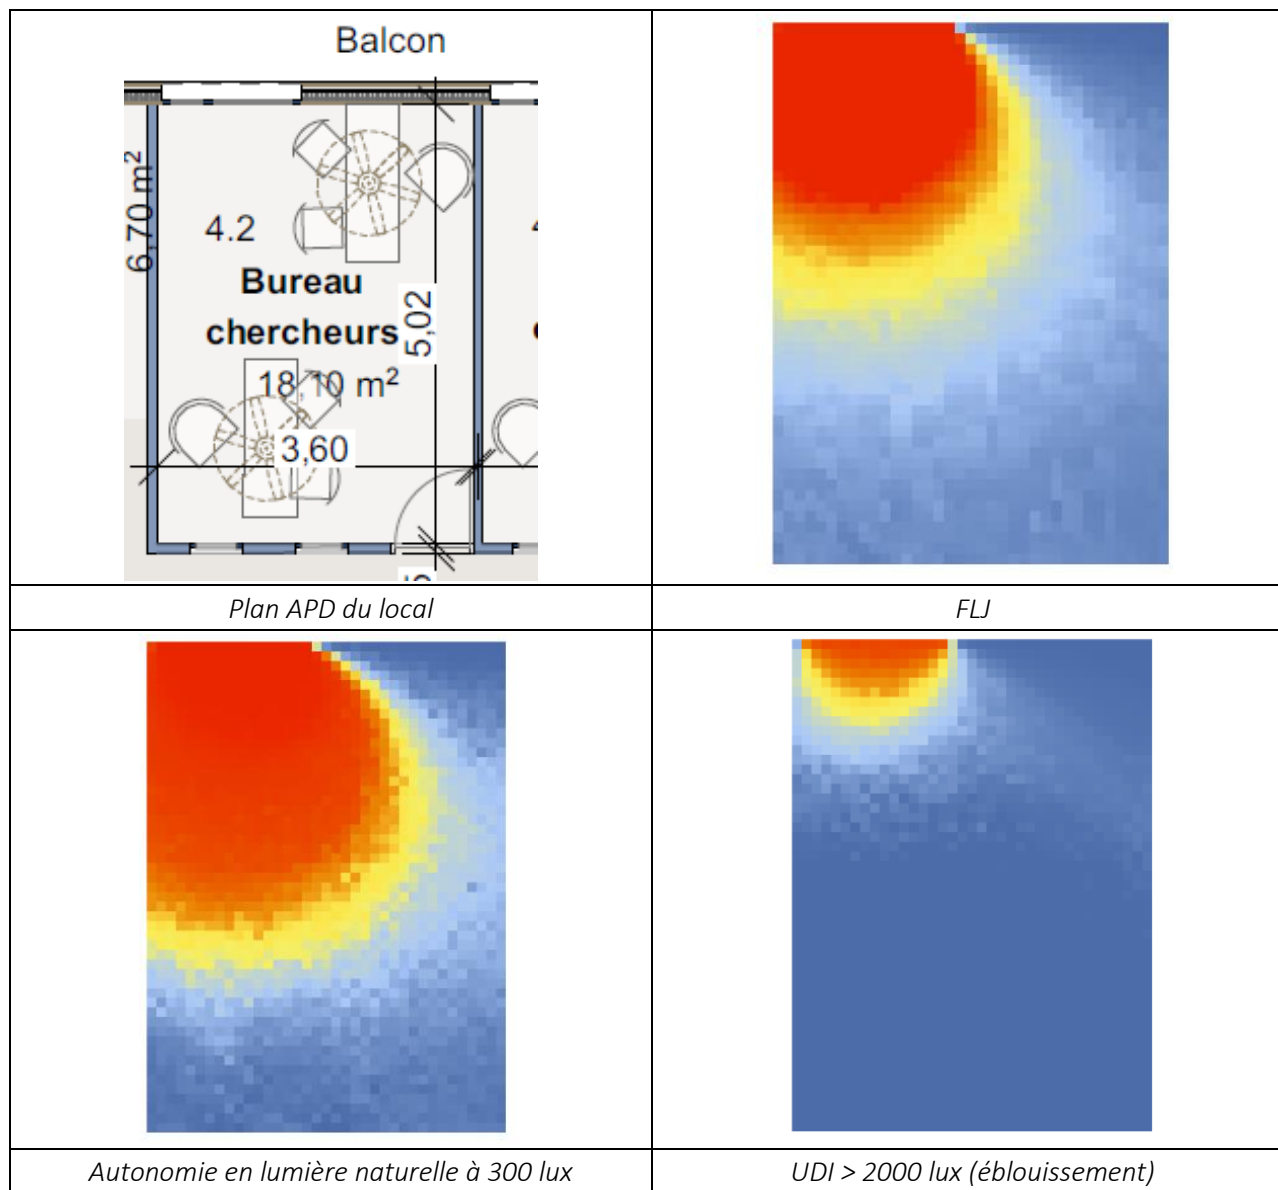 Balcon
6,70 m²
4.2
Bureau
chercheurs
5,02
18,10 m²
3,60
Plan APD du local
FLJ
Autonomie en lumière naturelle à 300 lux
UDI > 2000 lux (éblouissement)